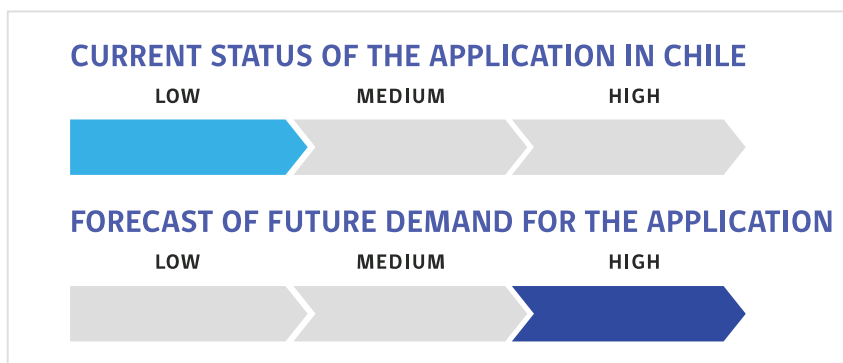 CURRENT STATUS OF THE APPLICATION IN CHILE
LOW MEDIUM HIGH
FORECAST OF FUTURE DEMAND FOR THE APPLICATION
LOW MEDIUM HIGH